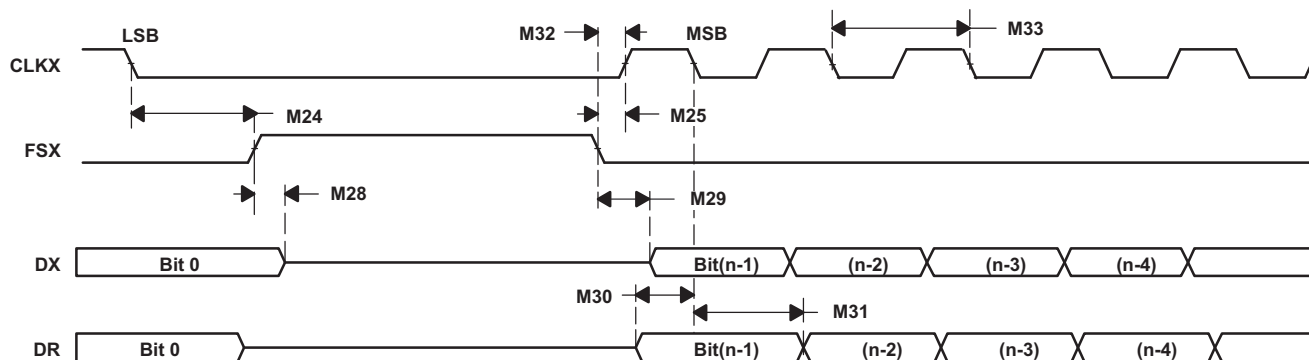 LSB
M32
MSB
M33
CLKX
M24
M25
FSX
M28
M29
DX
Bit 0
Bit(n-1)
(n-2)
(n-3)
(n-4)
M30
M31
DR
Bit 0
Bit(n-1)
(n-2)
(n-3)
(n-4)